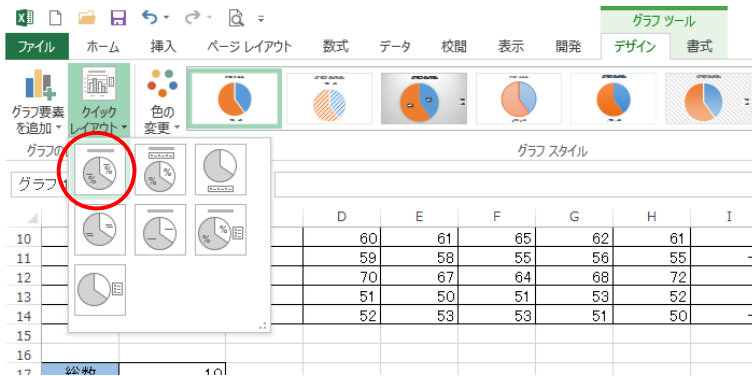 グラフ ツール
ファイル ホーム 挿入 ページ レイアウト 数式 データ 校閲 表示 開発 デザイン 書式
グラフ要素を追加 クイック レイアウト 色の変更
グラフの グラフ スタイル
グラフ
D E F G H I
10 60 61 65 62 61
11 59 58 55 56 55
12 70 67 64 68 72
13 51 50 51 53 52
14 52 53 53 51 50
15
16
17 総数 10